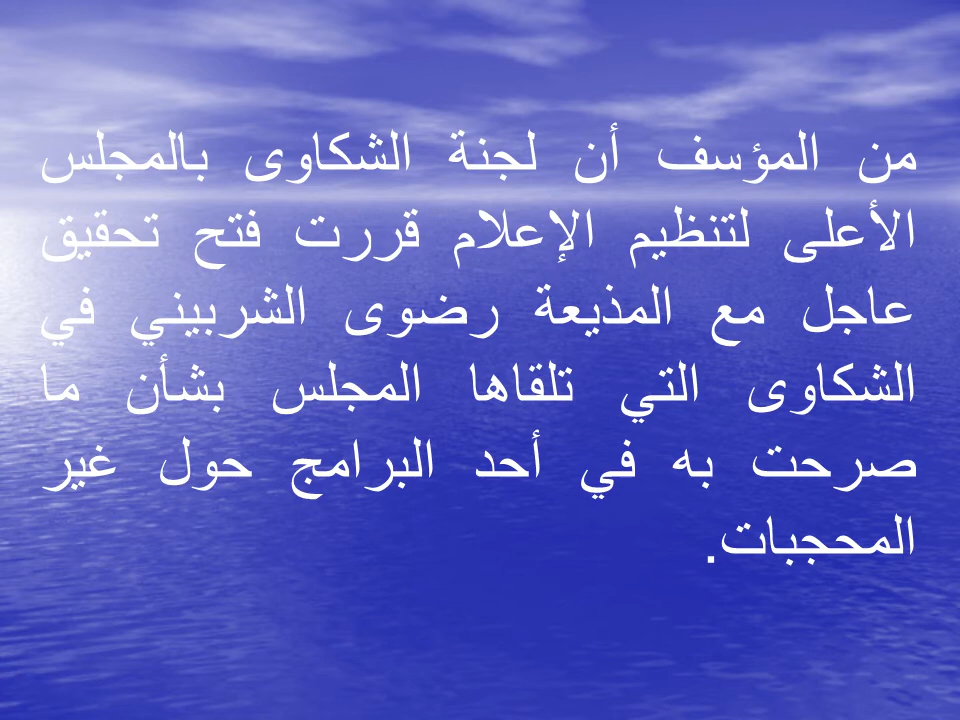 من المؤسف أن لجنة الشكاوى بالمجلس
الأعلى لتنظيم الإعلام قررت فتح تحقيق
عاجل مع المذيعة رضوى الشربيني في
الشكاوى التي تلقاها المجلس بشأن ما
صرحت به في أحد البرامج حول غير
المحجبات.